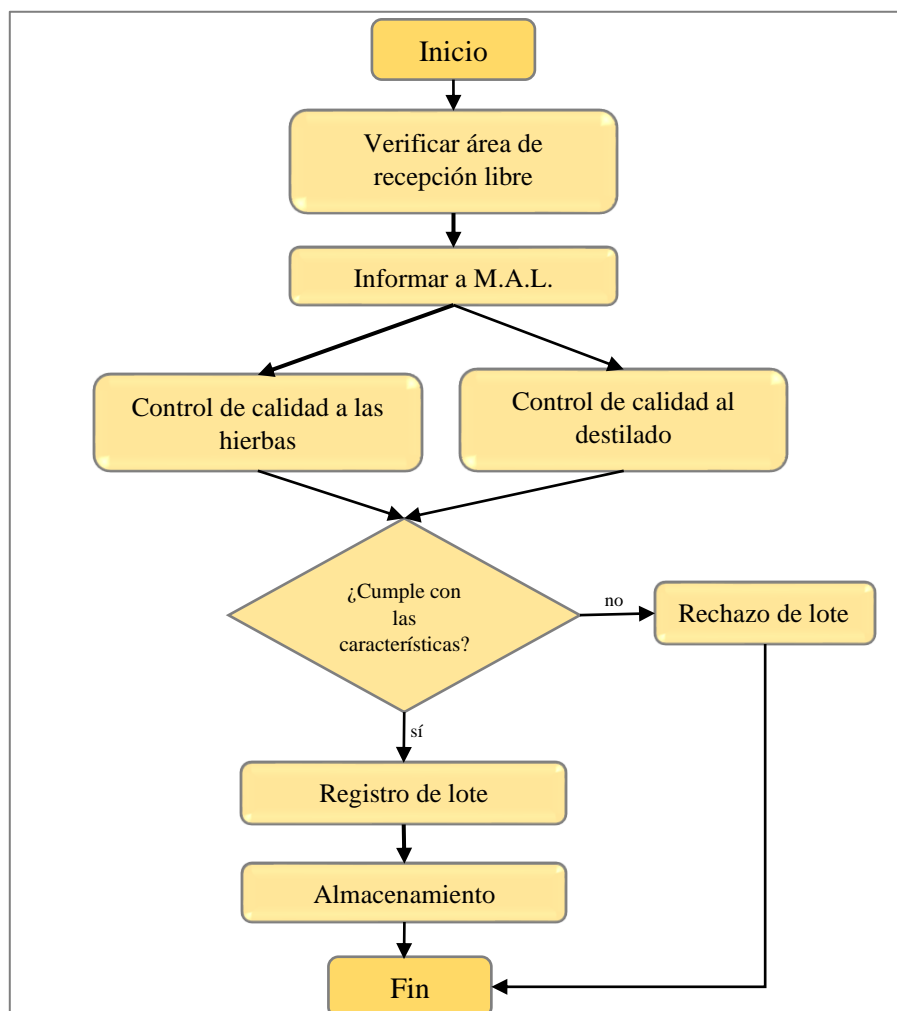 Inicio
Verificar área de
recepción libre
Informar a M.A.L.
Control de calidad a las
hierbas
Control de calidad al
destilado
¿Cumple con
las
características?
no
Rechazo de lote
sí
Registro de lote
Almacenamiento
Fin